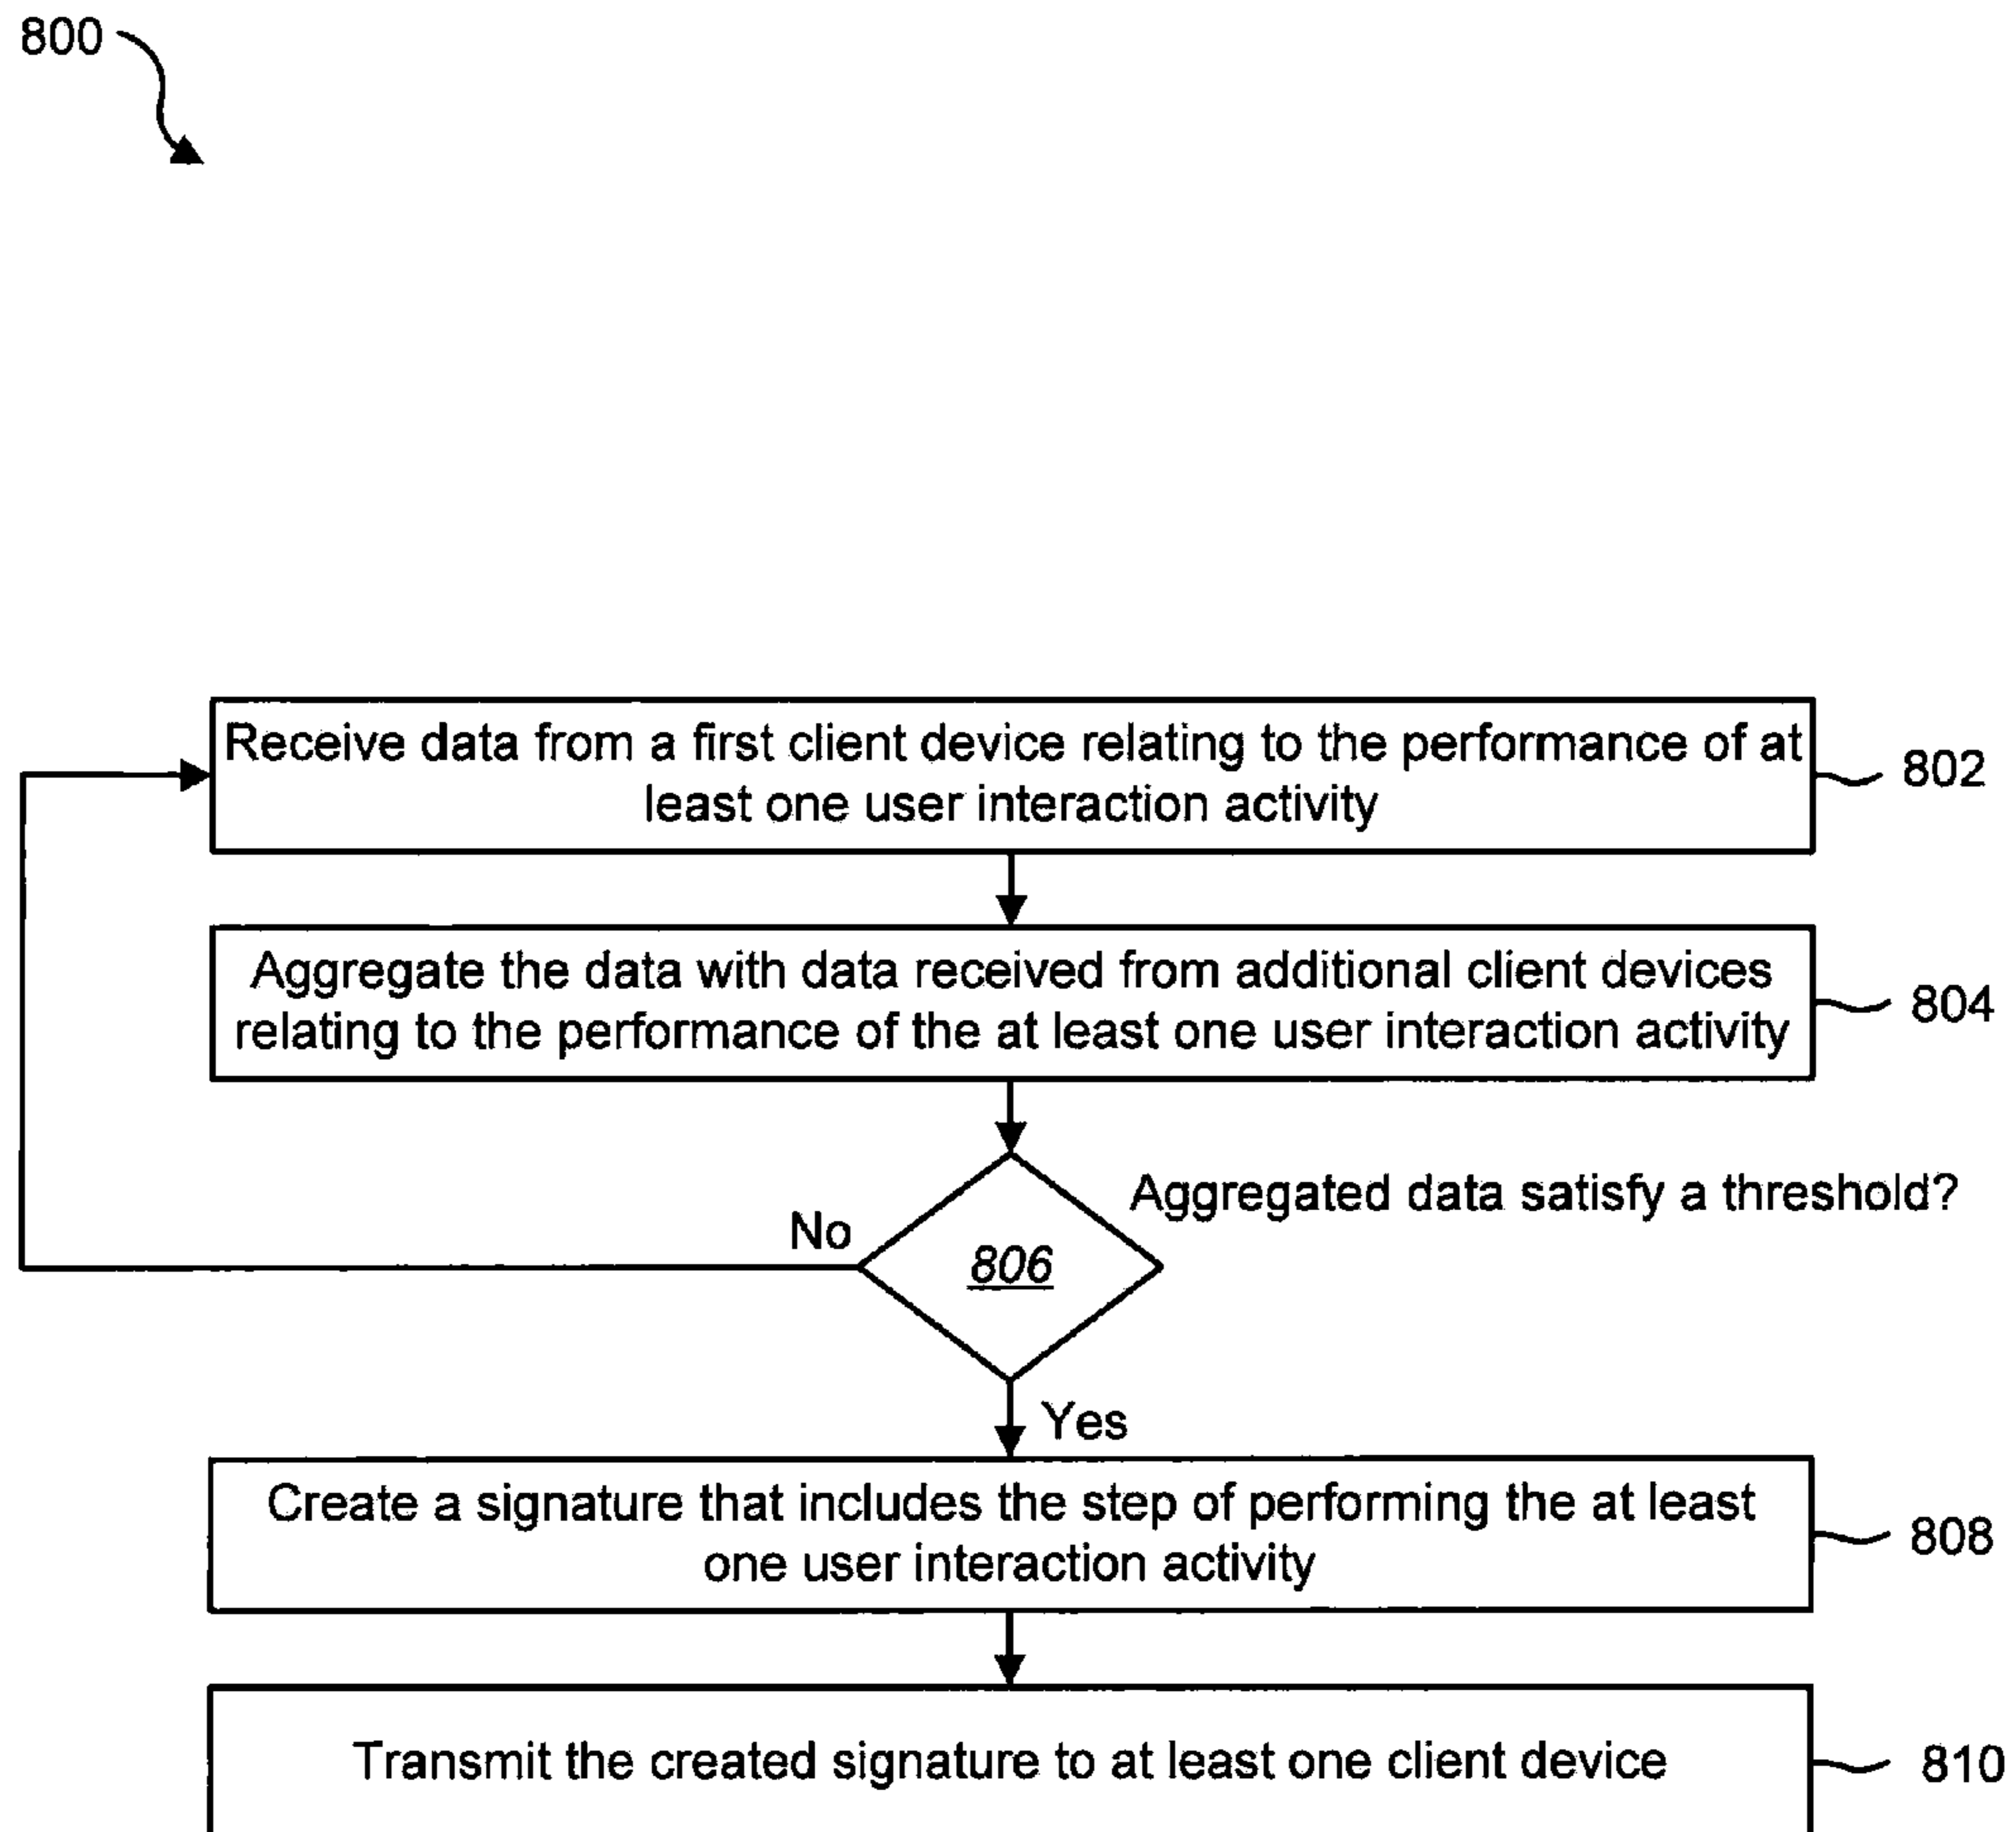 800
Receive data from a first client device relating to the performance of at
least one user interaction activity
802
Aggregate the data with data received from additional client devices
relating to the performance of the at least one user interaction activity
804
Aggregated data satisfy a threshold?
No
806
Yes
Create a signature that includes the step of performing the at least
one user interaction activity
808
Transmit the created signature to at least one client device
810